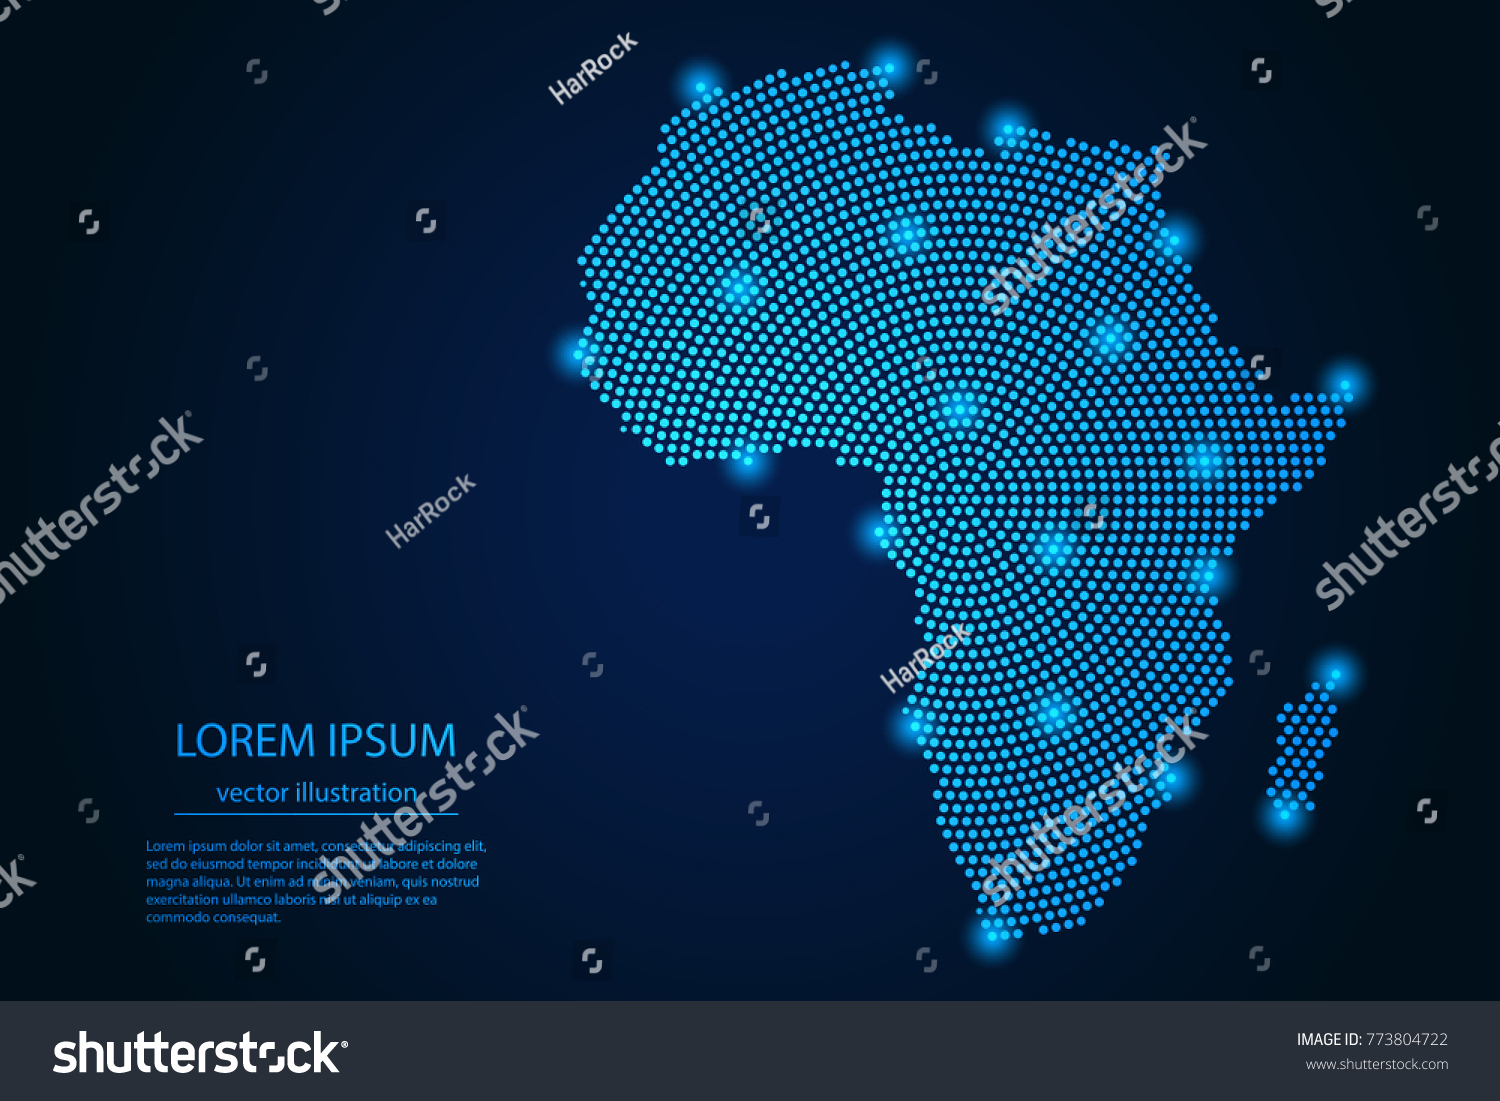 HarRock
shutterstock
shutterstock
HarRock
shutterstock
HarRock
LOREM IPSUM
vector illustration
shutterstock
shutterstock
Lorem ipsum dolor sit amet, consectetur adipiscing elit,
sed do eiusmod tempor incididunt ut labore et dolore
magna aliqua. Ut enim ad minim veniam, quis nostrud
exercitation ullamco laboris nisi ut aliquip ex ea
commodo consequat.
shutterstock
IMAGE ID: 773804722
www.shutterstock.com